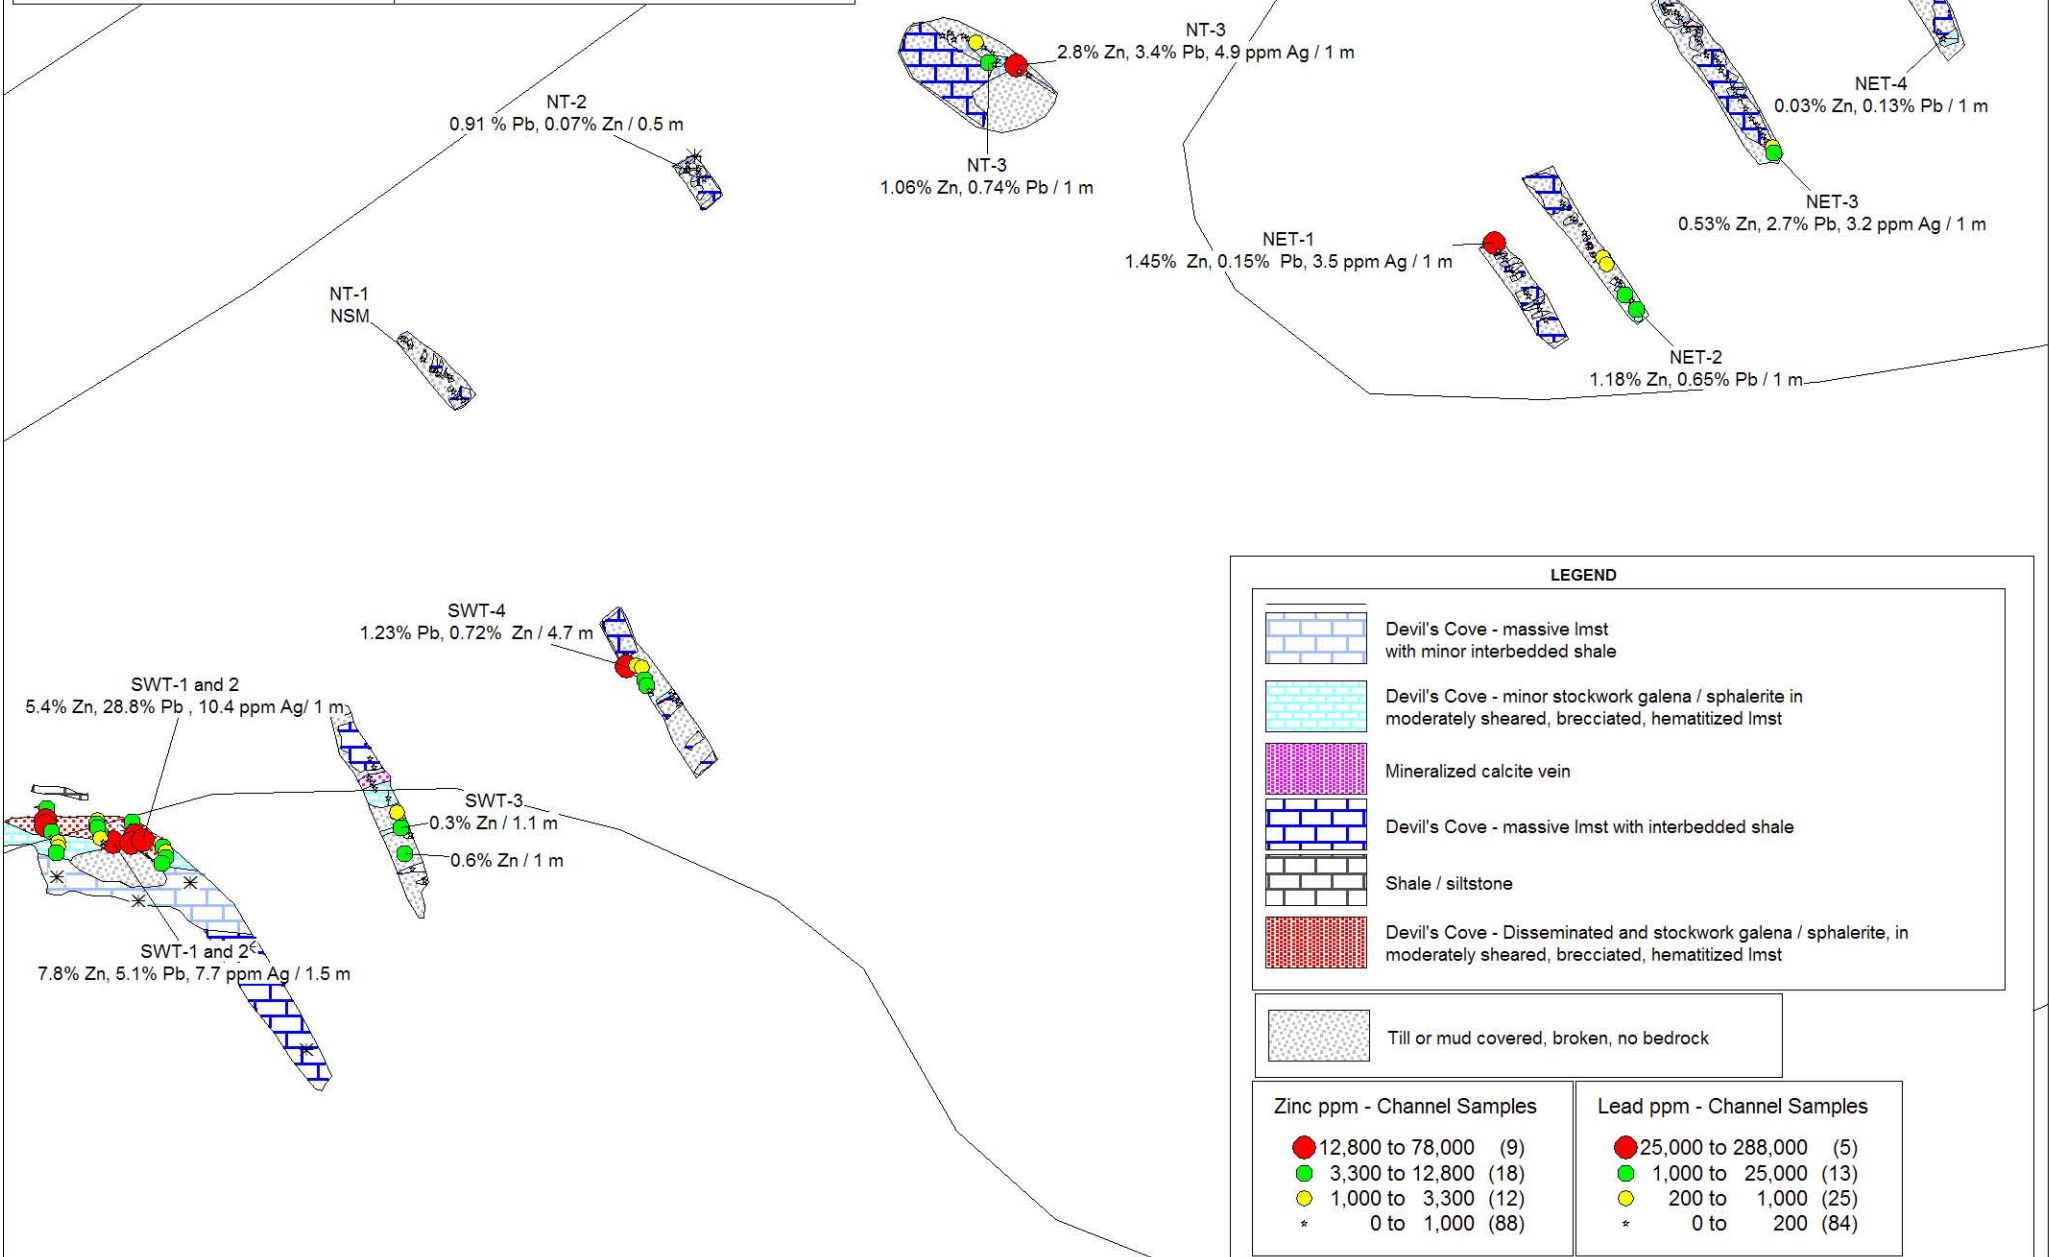 NT-3
2.8% Zn, 3.4% Pb, 4.9 ppm Ag / 1 m
NET-4
0.03% Zn, 0.13% Pb / 1 m
NT-2
0.91 % Pb, 0.07% Zn / 0.5 m
NT-3
1.06% Zn, 0.74% Pb / 1 m
NET-3
0.53% Zn, 2.7% Pb, 3.2 ppm Ag / 1 m
NET-1
1.45% Zn, 0.15% Pb, 3.5 ppm Ag / 1 m
NT-1
NSM
NET-2
1.18% Zn, 0.65% Pb / 1 m
SWT-4
1.23% Pb, 0.72% Zn / 4.7 m
SWT-1 and 2
5.4% Zn, 28.8% Pb , 10.4 ppm Ag/ 1 m
SWT-3
0.3% Zn / 1.1 m
0.6% Zn / 1 m
SWT-1 and 2
7.8% Zn, 5.1% Pb, 7.7 ppm Ag / 1.5 m
LEGEND
Devil's Cove - massive lmst
with minor interbedded shale
Devil's Cove - minor stockwork galena / sphalerite in
moderately sheared, brecciated, hematitized lmst
Mineralized calcite vein
Devil's Cove - massive lmst with interbedded shale
Shale / siltstone
Devil's Cove - Disseminated and stockwork galena / sphalerite, in
moderately sheared, brecciated, hematitized lmst
Till or mud covered, broken, no bedrock
Zinc ppm - Channel Samples
12,800 to 78,000 (9)
3,300 to 12,800 (18)
1,000 to 3,300 (12)
0 to 1,000 (88)
Lead ppm - Channel Samples
25,000 to 288,000 (5)
1,000 to 25,000 (13)
200 to 1,000 (25)
0 to 200 (84)